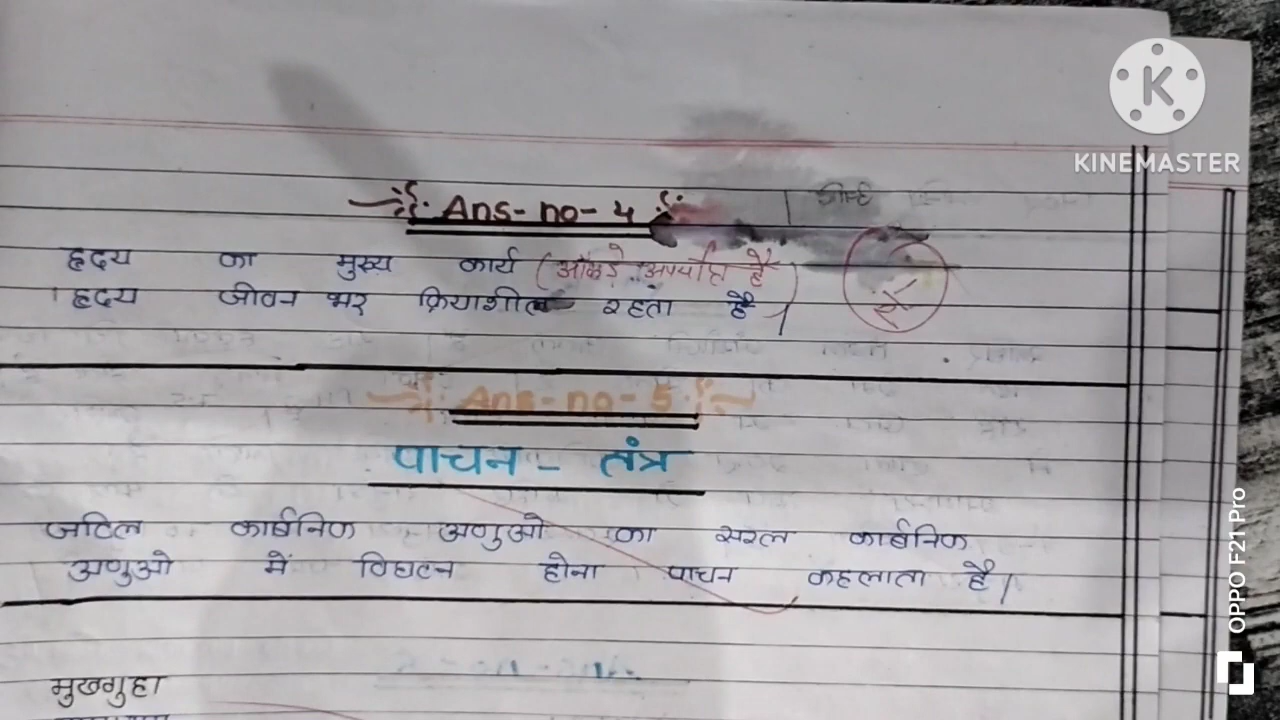 Ans-no-4
हृदय का मुख्य कार्य (आँकड़े अपर्याप्त है)
हृदय जीवन भर क्रियाशील रहता है।
Ans-no-5
पाचन - तंत्र
जटिल कार्बनिक अणुओ का सरल कार्बनिक
अणुओ में विघटन होना पाचन कहलाता है।
मुखगुहा
KINEMASTER
OPPO F21 Pro